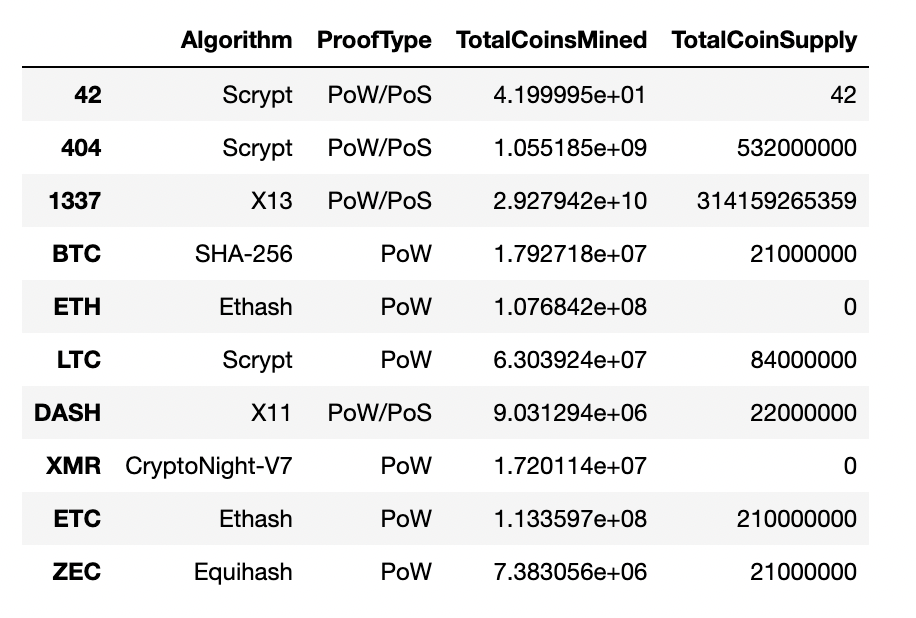 Algorithm ProofType TotalCoinsMined TotalCoinSupply
42 Scrypt PoW/PoS 4.199995e+01 42
404 Scrypt PoW/PoS 1.055185e+09 532000000
1337 X13 PoW/PoS 2.927942e+10 314159265359
BTC SHA-256 PoW 1.792718e+07 21000000
ETH Ethash PoW 1.076842e+08 0
LTC Scrypt PoW 6.303924e+07 84000000
DASH X11 PoW/PoS 9.031294e+06 22000000
XMR CryptoNight-V7 PoW 1.720114e+07 0
ETC Ethash PoW 1.133597e+08 210000000
ZEC Equihash PoW 7.383056e+06 21000000